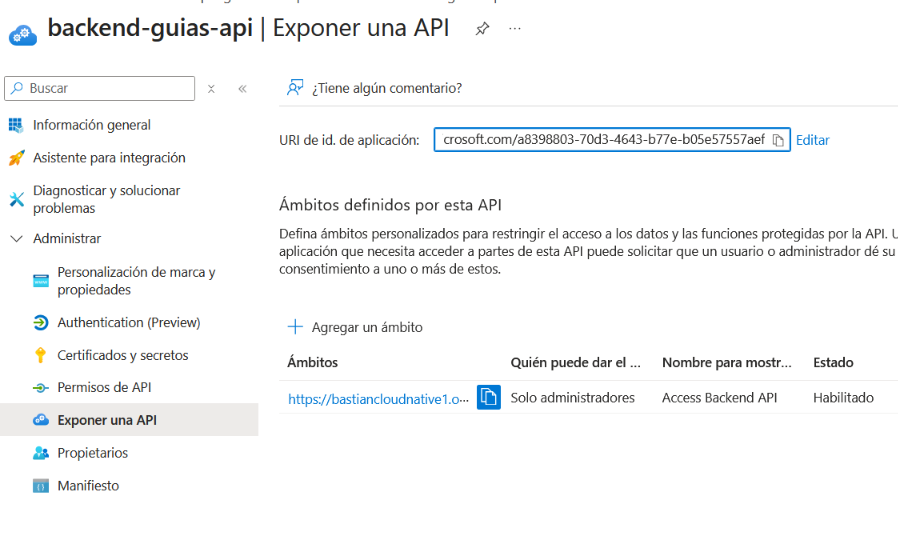 backend-guias-api | Exponer una API
Buscar
¿Tiene algún comentario?
Información general
Asistente para integración
Diagnosticar y solucionar
problemas
Administrar
Personalización de marca y
propiedades
Authentication (Preview)
Certificados y secretos
Permisos de API
Exponer una API
Propietarios
Manifiesto
URI de id. de aplicación: crosoft.com/a8398803-70d3-4643-b77e-b05e57557aef Editar
Ámbitos definidos por esta API
Defina ámbitos personalizados para restringir el acceso a los datos y las funciones protegidas por la API. U
aplicación que necesita acceder a partes de esta API puede solicitar que un usuario o administrador dé su
consentimiento a uno o más de estos.
Agregar un ámbito
Ámbitos Quién puede dar el ... Nombre para mostr... Estado
https://bastiancloudnative1.o... Solo administradores Access Backend API Habilitado